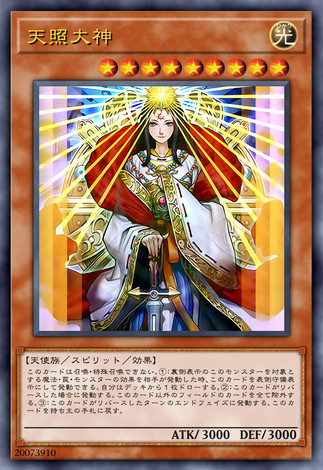 天照大神
光
【天使族／スピリット／効果】
このカードは召喚・特殊召喚できない。①：裏側表示のこのモンスターを対象と
する魔法・罠・モンスターの効果を相手が発動した時、このカードを表側守備表
示にして発動できる。自分はデッキから１枚ドローする。②：このカードがリバ
ースした場合に発動する。このカード以外のフィールドのカードを全て除外す
る。③：このカードがリバースしたターンのエンドフェイズに発動する。このカー
ドを持ち主の手札に戻す。
ATK/ 3000 DEF/ 3000
20073910